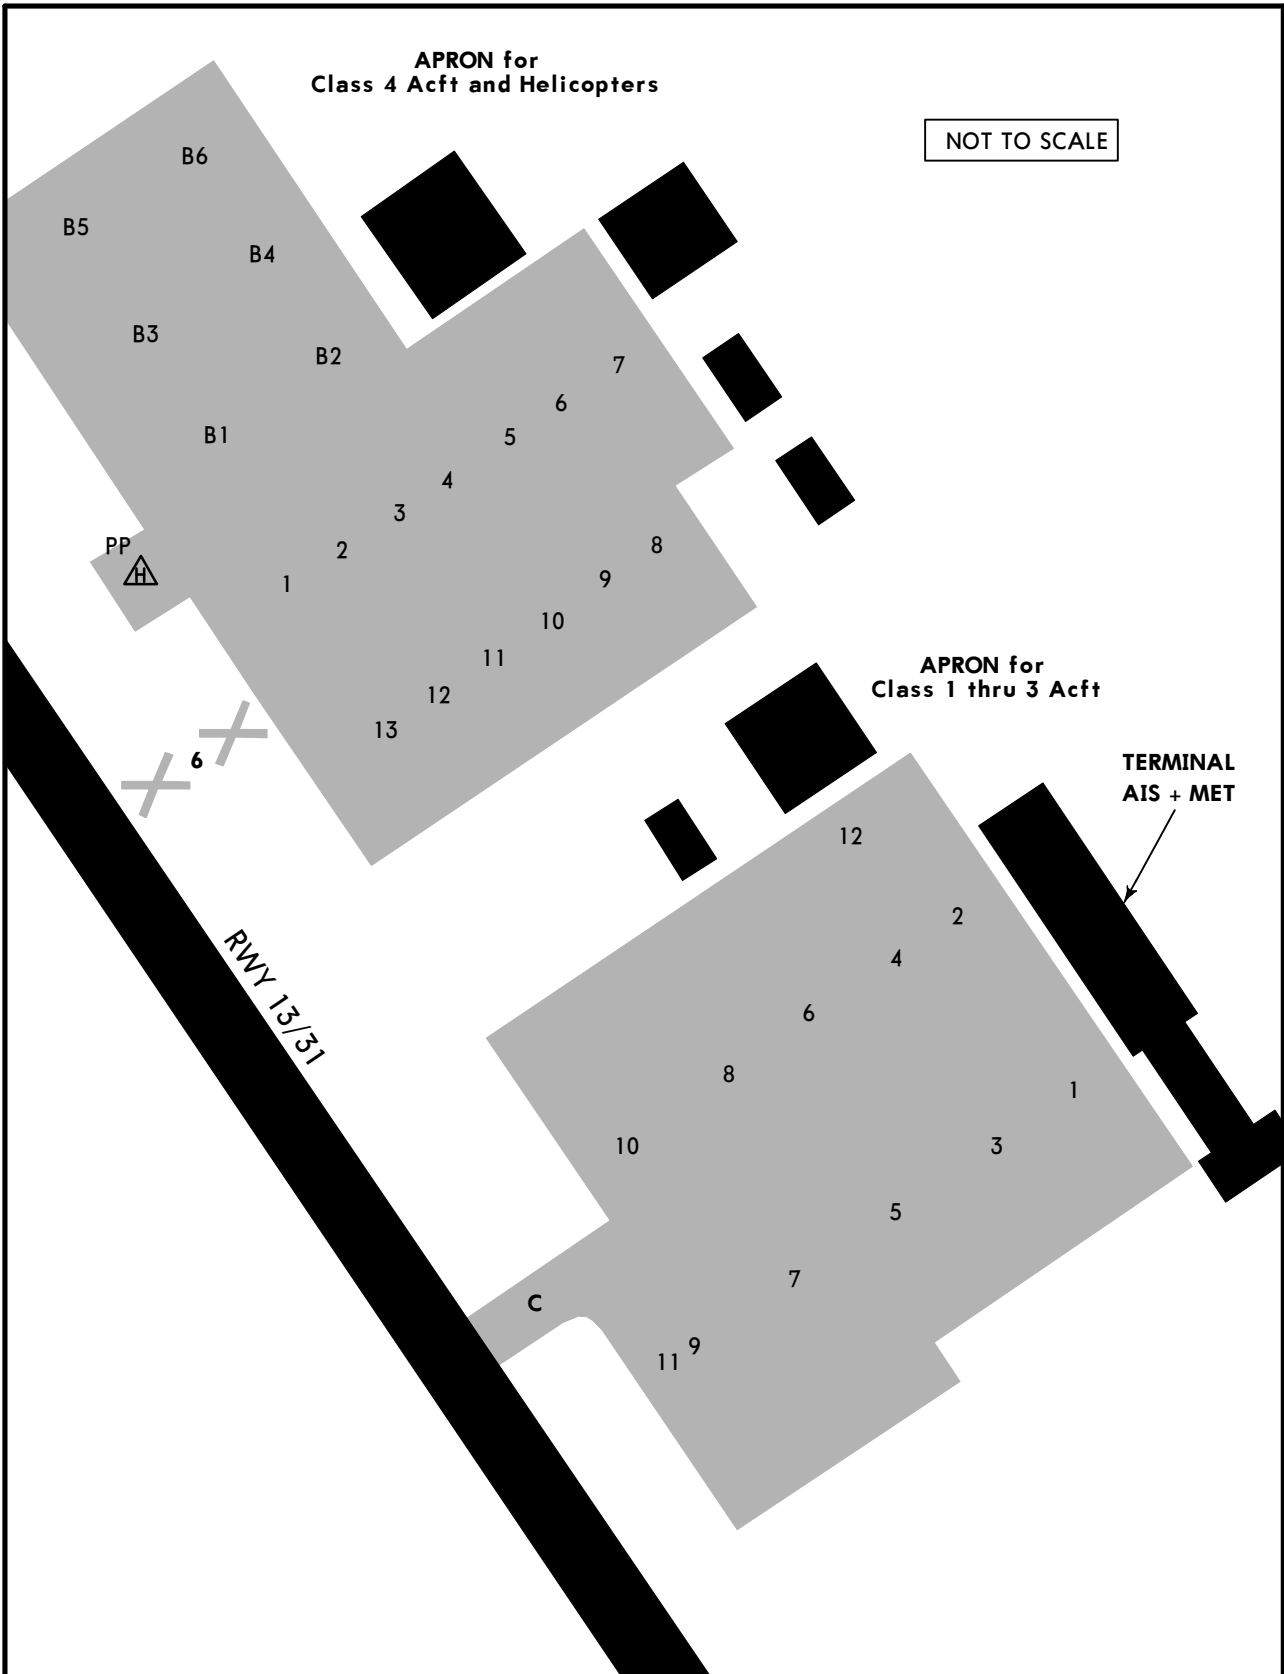 APRON for
Class 4 Acft and Helicopters
NOT TO SCALE
B6
B5
B4
B3
B2
B1
7
6
5
4
3
2
1
PP
H
8
9
10
11
12
13
6
APRON for
Class 1 thru 3 Acft
TERMINAL
AIS + MET
RWY 13/31
12
2
4
6
8
10
1
3
5
7
9
11
C